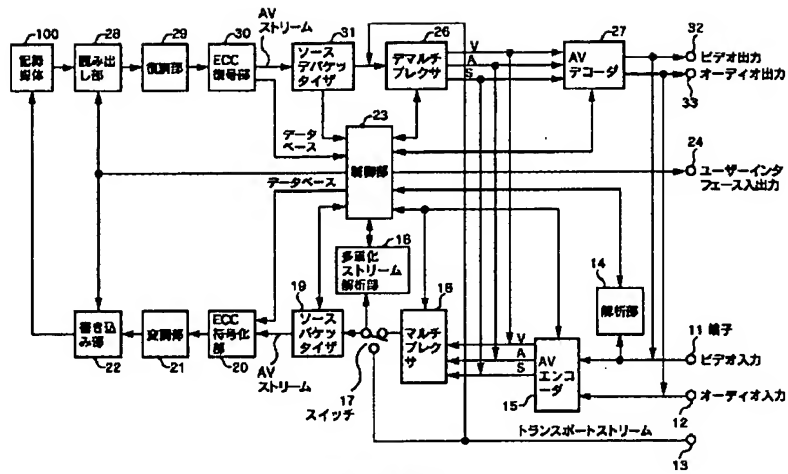 100
記録
媒体
28
読み出
し部
29
復調部
30
ECC
復号部
AV
ストリーム
31
ソース
デパケッ
タイザ
26
デマルチ
プレクサ
V
A
S
27
AV
デコーダ
32
ビデオ出力
オーディオ出力
33
データ
ベース
23
制御部
24
ユーザーインタ
フェース入出力
データベース
18
多重化
ストリーム
解析部
14
解析部
書き込
み部
22
変調部
21
ECC
符号化
部
20
AV
ストリーム
19
ソース
パケッ
タイザ
17
スイッチ
16
マルチ
プレク
サ
V
A
S
AV
エンコ
ーダ
15
11 端子
ビデオ入力
オーディオ入力
12
トランスポートストリーム
13